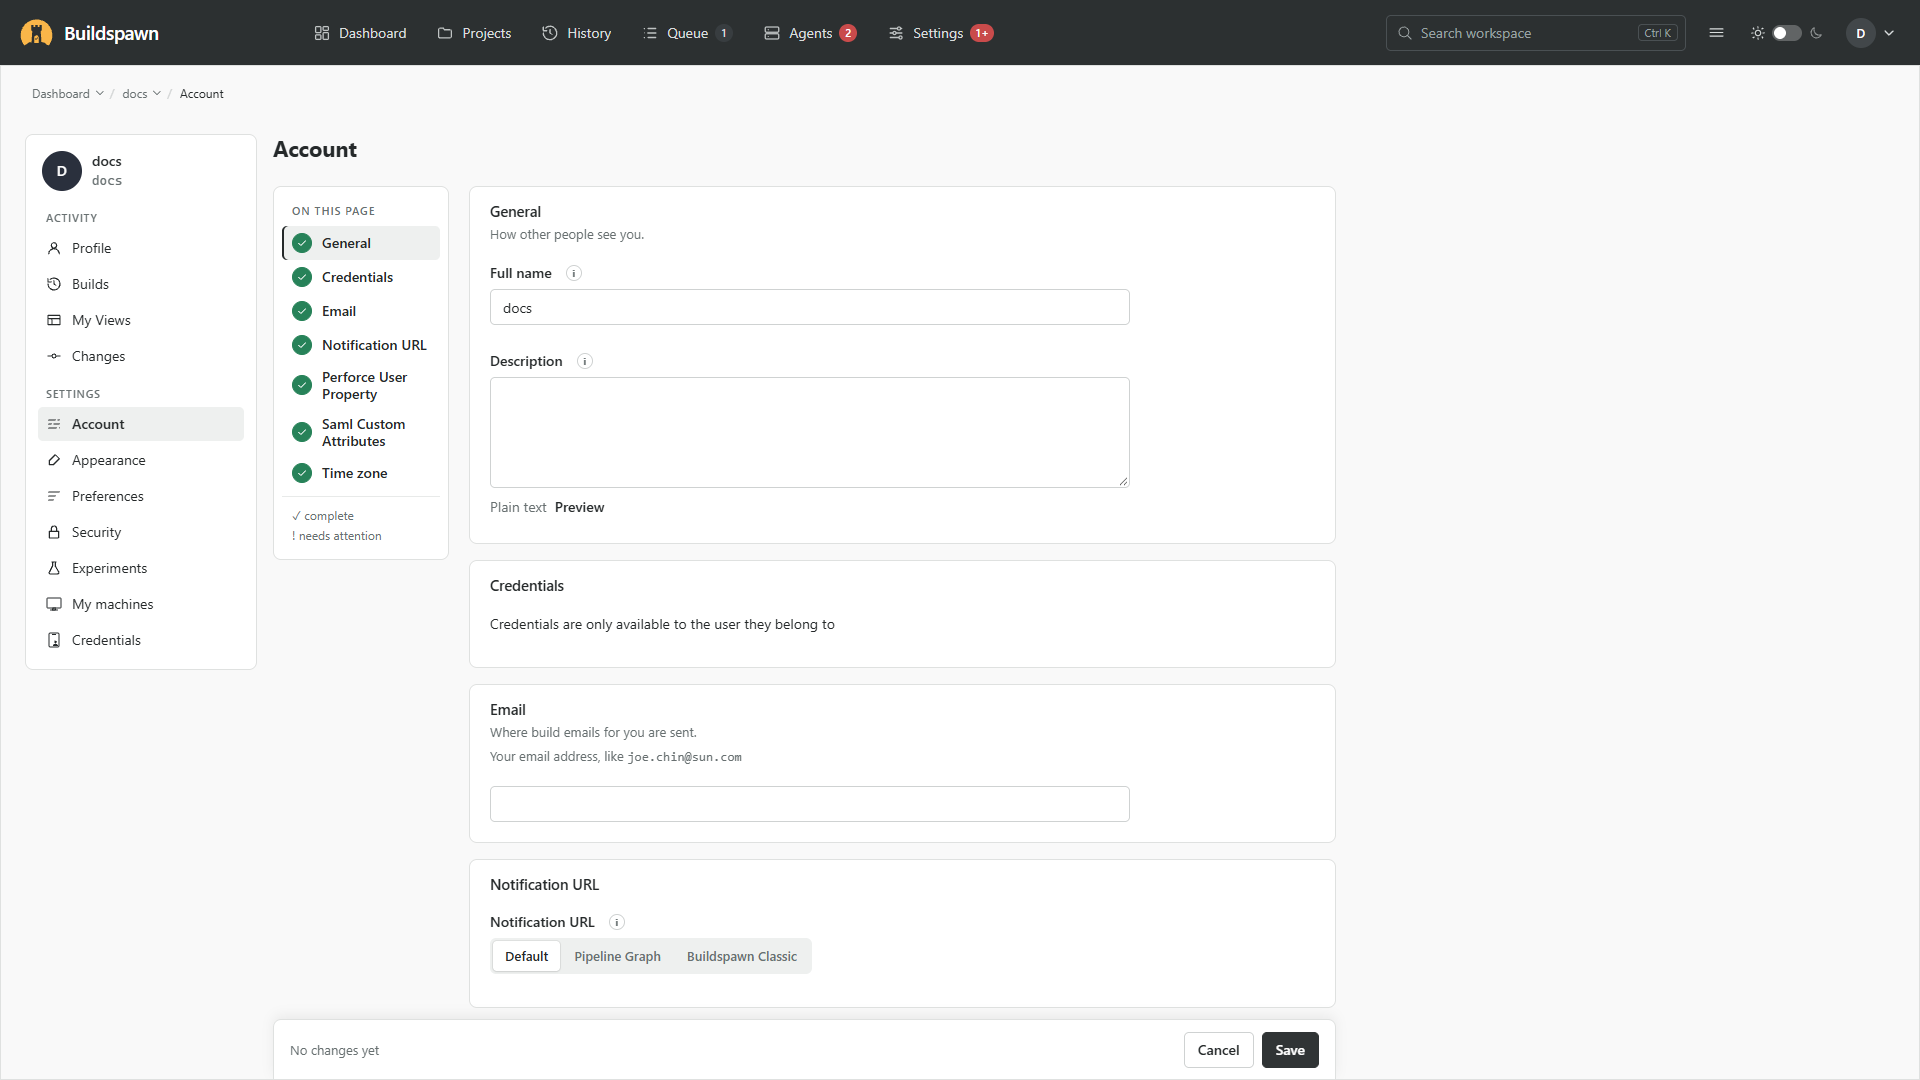 Buildspawn
Dashboard
Projects
History
Queue 1
Agents 2
Settings 1+
Search workspace Ctrl K
D
Dashboard / docs / Account
D
docs
docs
ACTIVITY
Profile
Builds
My Views
Changes
SETTINGS
Account
Appearance
Preferences
Security
Experiments
My machines
Credentials
Account
ON THIS PAGE
General
Credentials
Email
Notification URL
Perforce User
Property
Saml Custom
Attributes
Time zone
✓ complete
! needs attention
General
How other people see you.
Full name i
docs
Description i
Plain text Preview
Credentials
Credentials are only available to the user they belong to
Email
Where build emails for you are sent.
Your email address, like joe.chin@sun.com
Notification URL
Notification URL i
Default Pipeline Graph Buildspawn Classic
No changes yet
Cancel Save